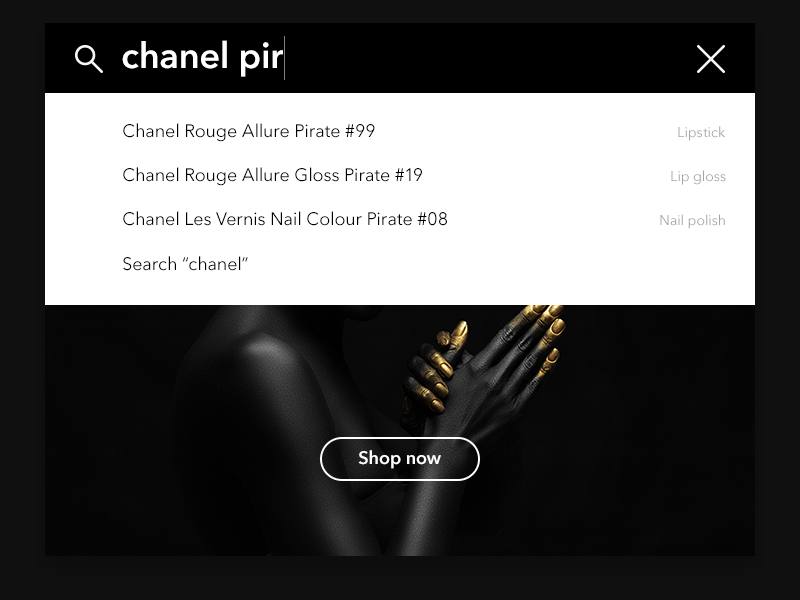 chanel pir
Chanel Rouge Allure Pirate #99 Lipstick
Chanel Rouge Allure Gloss Pirate #19 Lip gloss
Chanel Les Vernis Nail Colour Pirate #08 Nail polish
Search “chanel”
Shop now